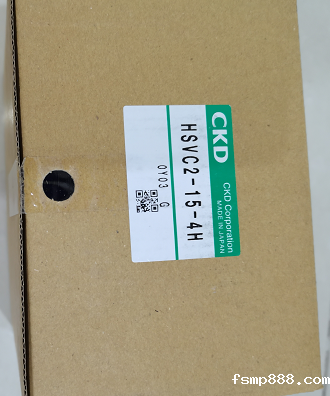 CKD
CKD Corporation
MADE IN JAPAN
HSVC2-15-4H
0Y03 G
fsmp888.com